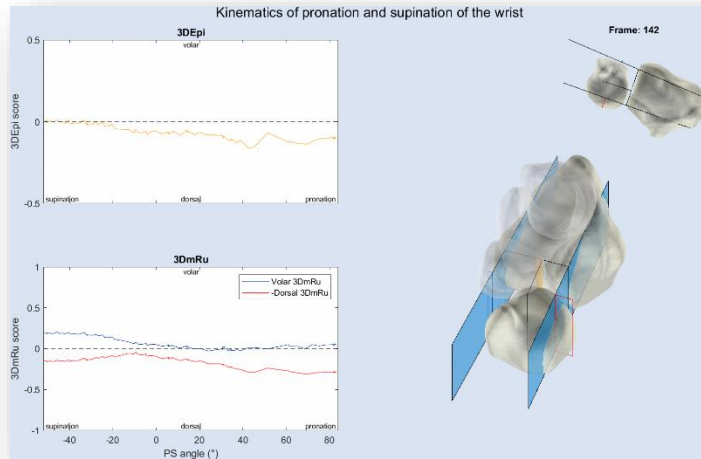 Kinematics of pronation and supination of the wrist
3DEpi
Frame: 142
volar
0.5
0
-0.5
3DEpi score
supination
dorsal
pronation
3DmRu
volar
1
0.5
0
-0.5
-1
3DmRu score
Volar 3DmRu
-Dorsal 3DmRu
supination
dorsal
pronation
-40
-20
0
20
40
60
80
PS angle (°)